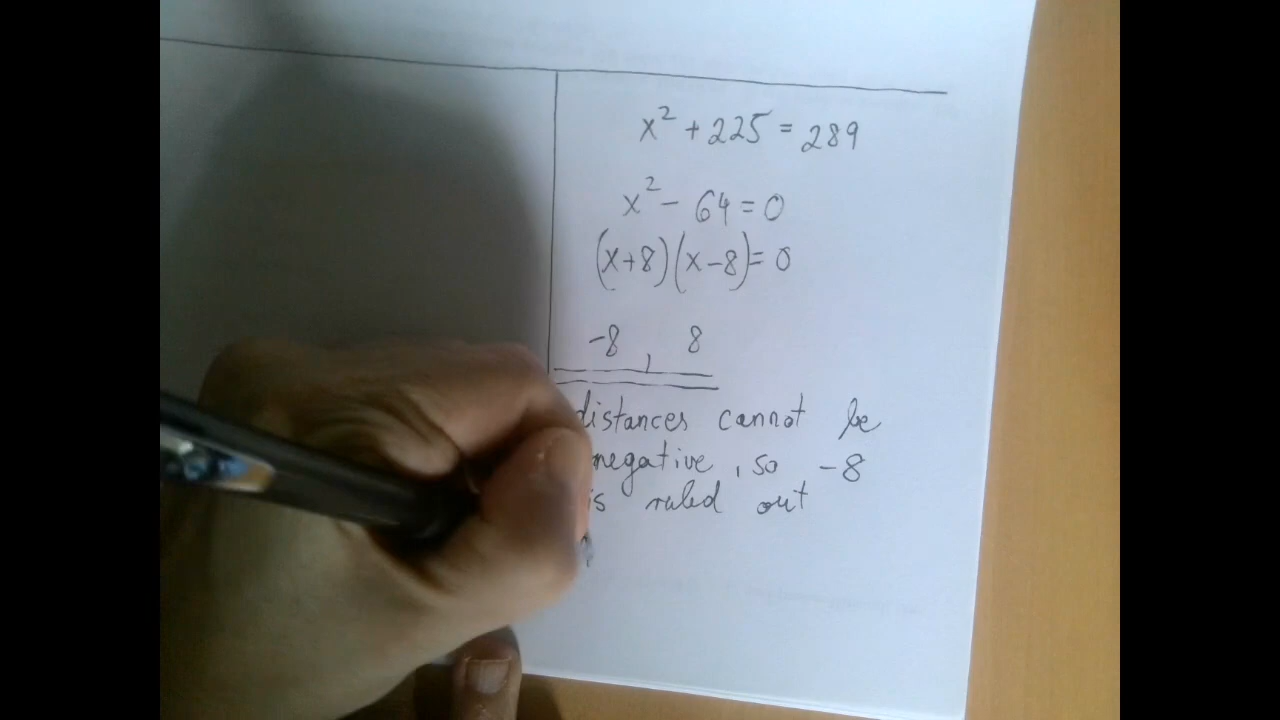 x² + 225 = 289
x² - 64 = 0
(x+8)(x-8) = 0
-8, 8
distances cannot be
negative, so -8
is ruled out